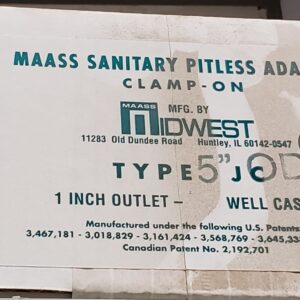 MAASS SANITARY PITLESS ADA
CLAMP-ON
MFG. BY
MAASS MIDWEST
11283 Old Dundee Road Huntley, IL 60142-0547
TYPE 5" JC OD
1 INCH OUTLET – WELL CAS
Manufactured under the following U.S. Patents
3,467,181 - 3,018,829 - 3,161,424 - 3,568,769 - 3,645,33
Canadian Patent No. 2,192,701